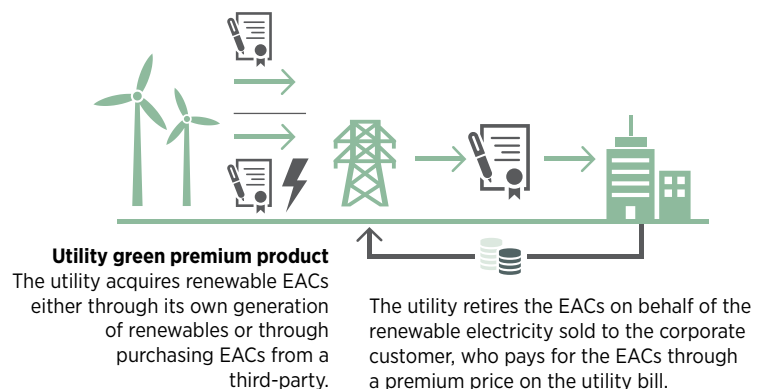 Utility green premium product
The utility acquires renewable EACs
either through its own generation
of renewables or through
purchasing EACs from a
third-party.
The utility retires the EACs on behalf of the
renewable electricity sold to the corporate
customer, who pays for the EACs through
a premium price on the utility bill.